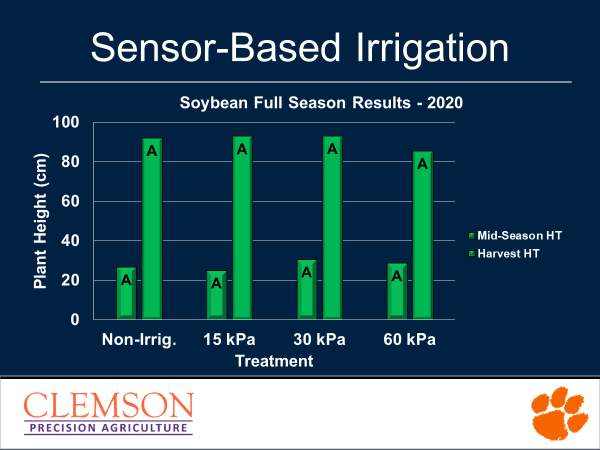 Sensor-Based Irrigation
Soybean Full Season Results - 2020
Plant Height (cm)
100
80
60
40
20
0
A
A
A
A
A
A
A
A
Non-Irrig.
15 kPa
30 kPa
60 kPa
Treatment
Mid-Season HT
Harvest HT
CLEMSON
PRECISION AGRICULTURE